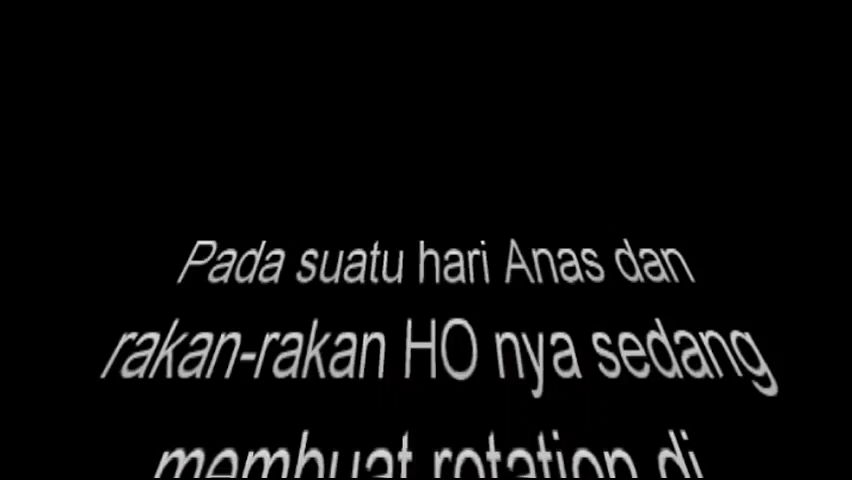 Pada suatu hari Anas dan
rakan-rakan HO nya sedang
membuat rotation di